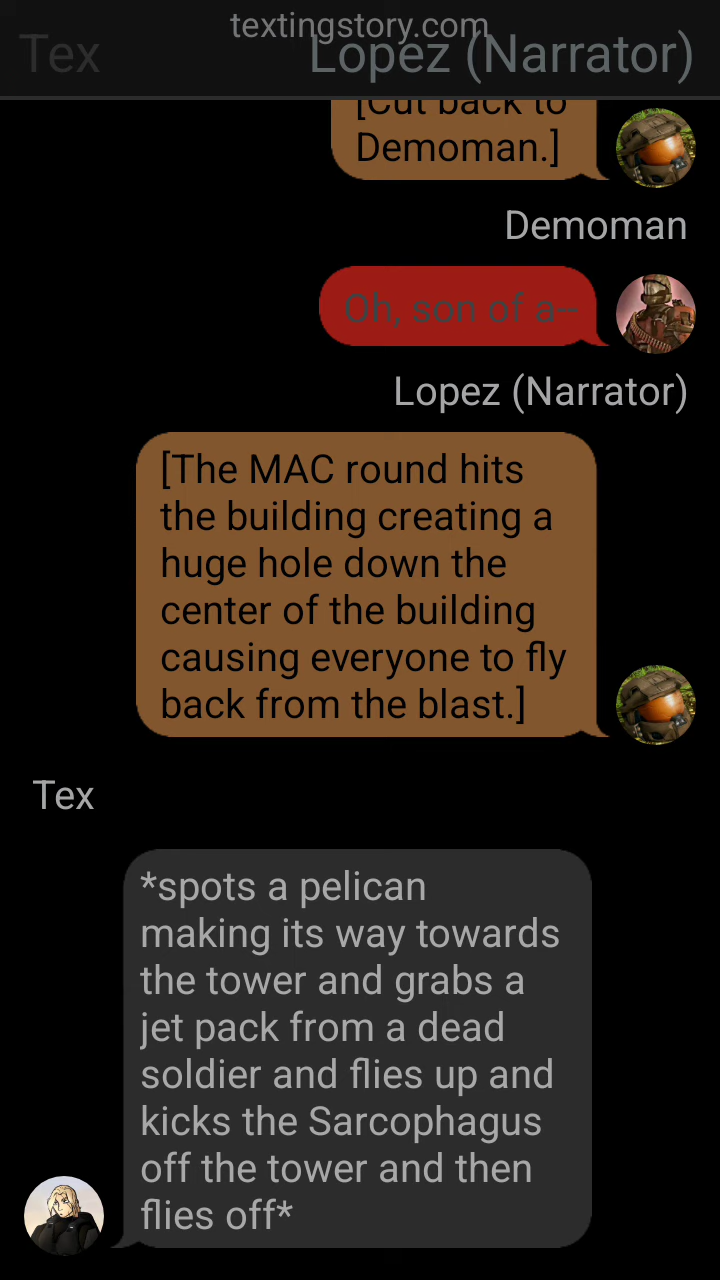 textingstory.com
Tex
Lopez (Narrator)
[Cut back to
Demoman.]
Demoman
Oh, son of a--
Lopez (Narrator)
[The MAC round hits
the building creating a
huge hole down the
center of the building
causing everyone to fly
back from the blast.]
Tex
*spots a pelican
making its way towards
the tower and grabs a
jet pack from a dead
soldier and flies up and
kicks the Sarcophagus
off the tower and then
flies off*